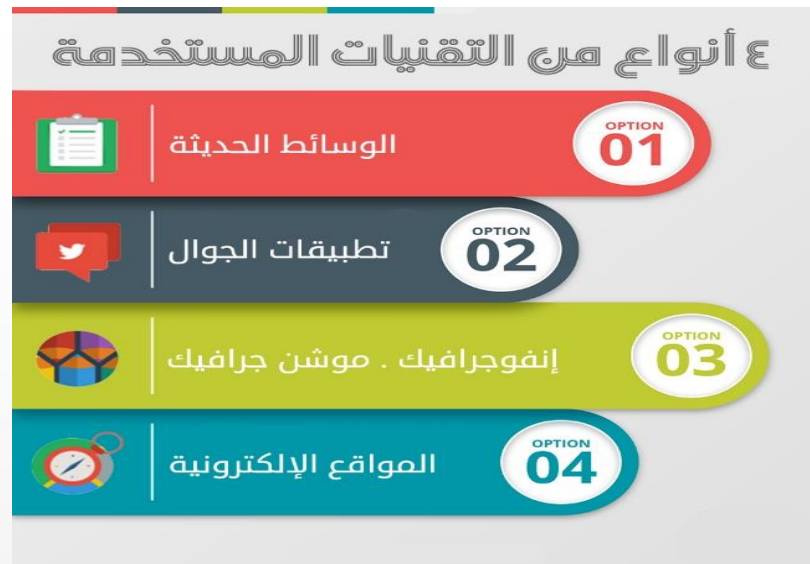 ٤ أنواع من التقنيات المستخدمة
OPTION
01
الوسائط الحديثة
OPTION
02
تطبيقات الجوال
OPTION
03
إنفوجرافيك . موشن جرافيك
OPTION
04
المواقع الإلكترونية